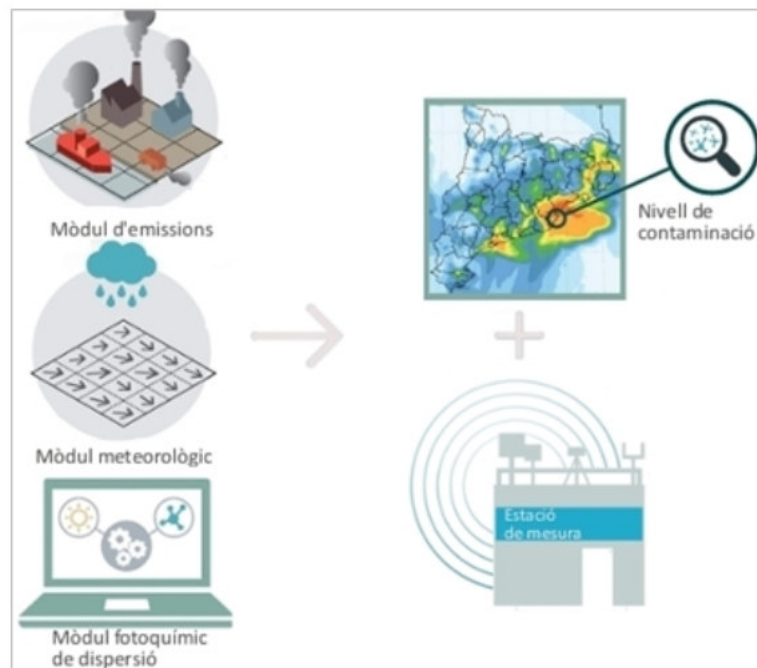 Mòdul d'emissions
Mòdul meteorològic
Mòdul fotoquímic
de dispersió
Nivell de
contaminació
Estació
de mesura